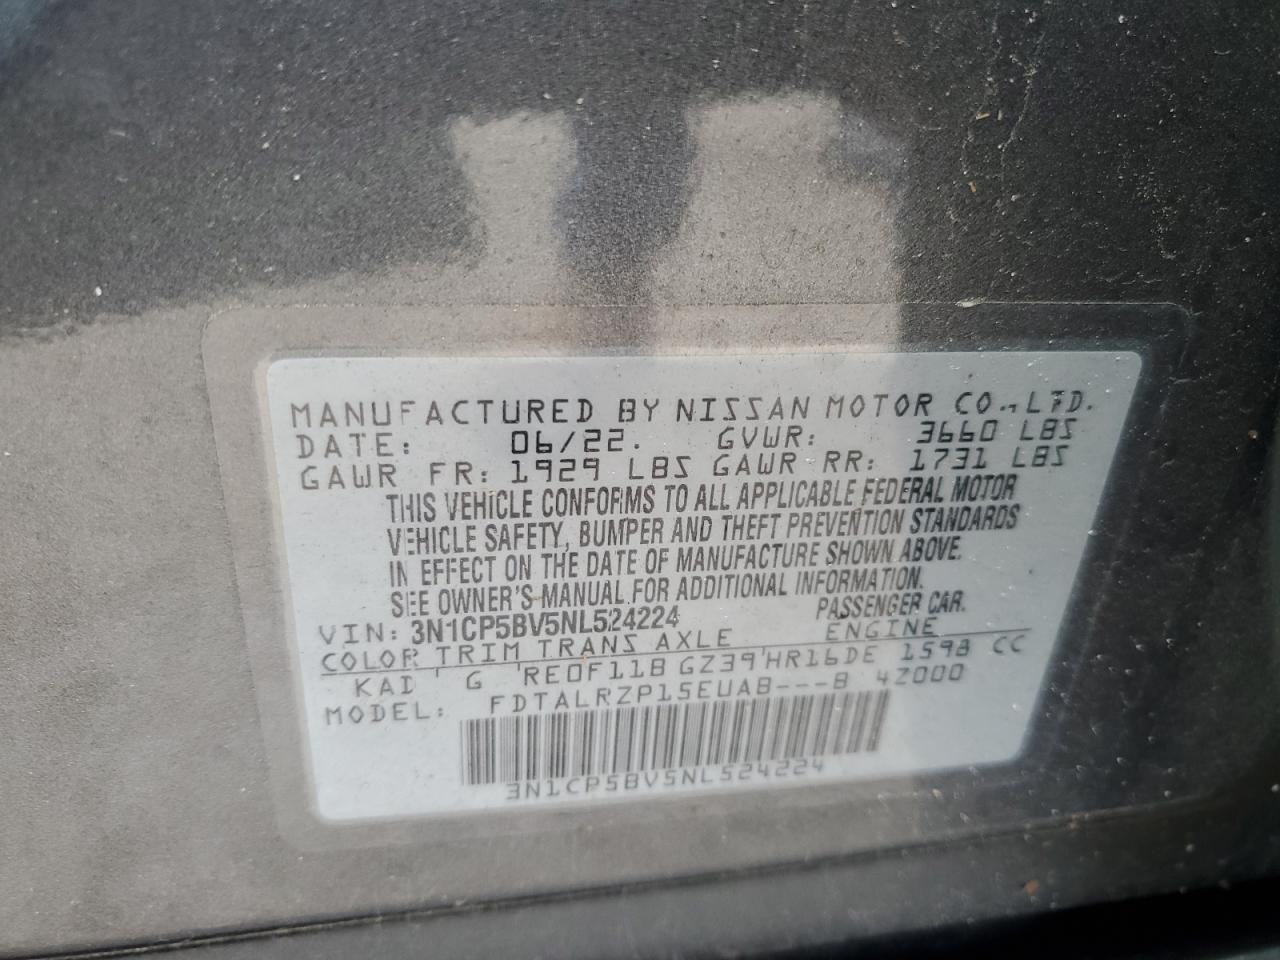 MANUFACTURED BY NISSAN MOTOR CO., LTD.
DATE: 06/22. GVWR: 3660 LBS
GAWR FR: 1929 LBS GAWR RR: 1731 LBS
THIS VEHICLE CONFORMS TO ALL APPLICABLE FEDERAL MOTOR
VEHICLE SAFETY, BUMPER AND THEFT PREVENTION STANDARDS
IN EFFECT ON THE DATE OF MANUFACTURE SHOWN ABOVE.
SEE OWNER'S MANUAL FOR ADDITIONAL INFORMATION.
VIN: 3N1CP5BV5NL524224 PASSENGER CAR.
COLOR TRIM TRANS AXLE ENGINE
KAD G RE0F11B GZ39 HR16DE 1598 CC
MODEL: FDTALRZP15EUAB---B 4Z000
3N1CP5BV5NL524224